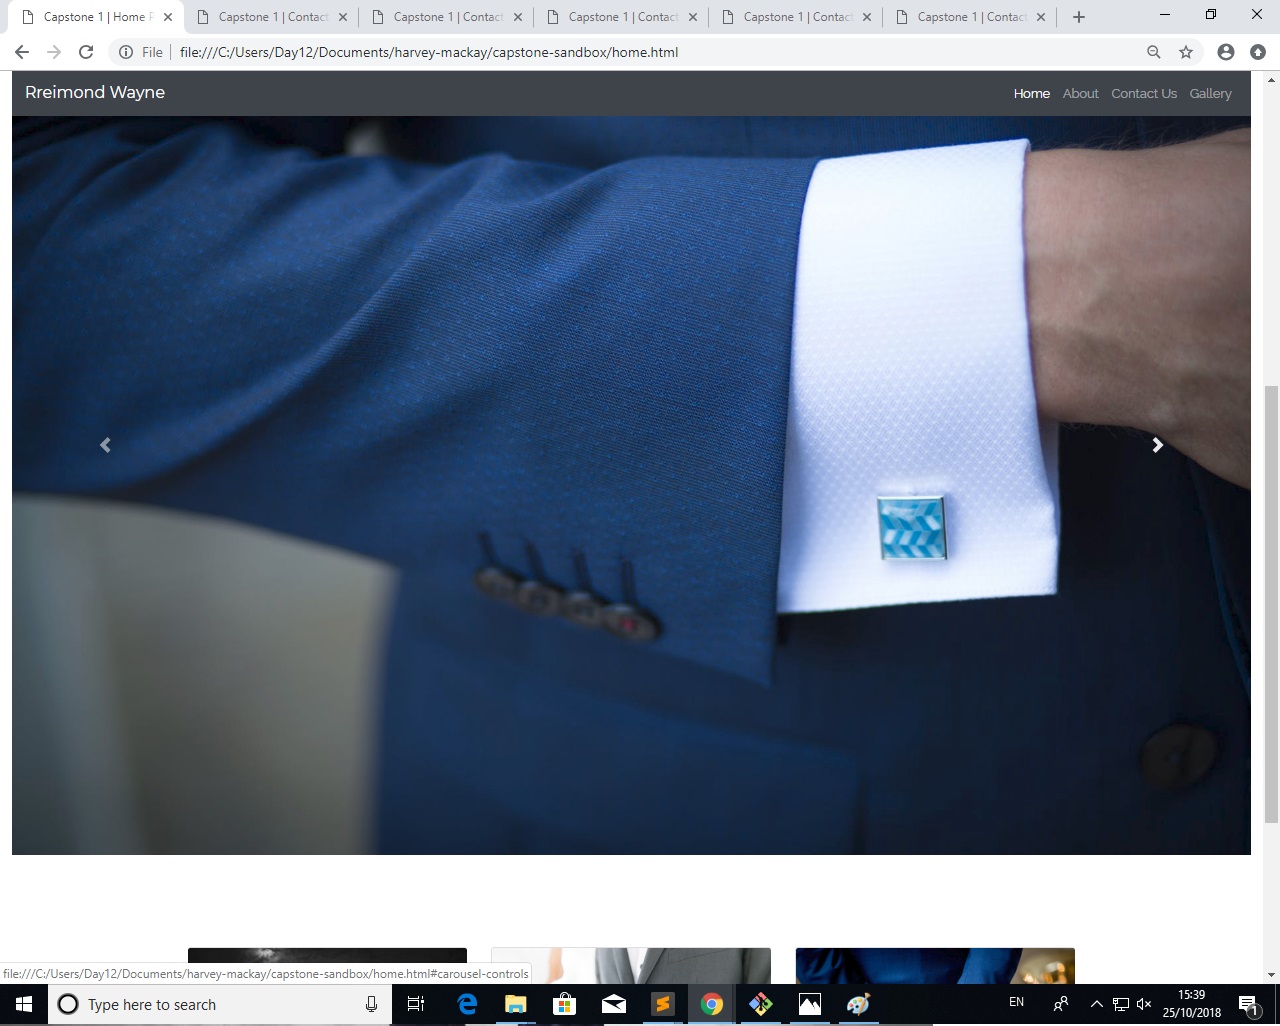 Capstone 1 | Home P
Capstone 1 | Contact
Capstone 1 | Contact
Capstone 1 | Contact
Capstone 1 | Contact
Capstone 1 | Contact
File
file:///C:/Users/Day12/Documents/harvey-mackay/capstone-sandbox/home.html
Rreimond Wayne
Home About Contact Us Gallery
file:///C:/Users/Day12/Documents/harvey-mackay/capstone-sandbox/home.html#carousel-controls
Type here to search
EN
15:39
25/10/2018
1